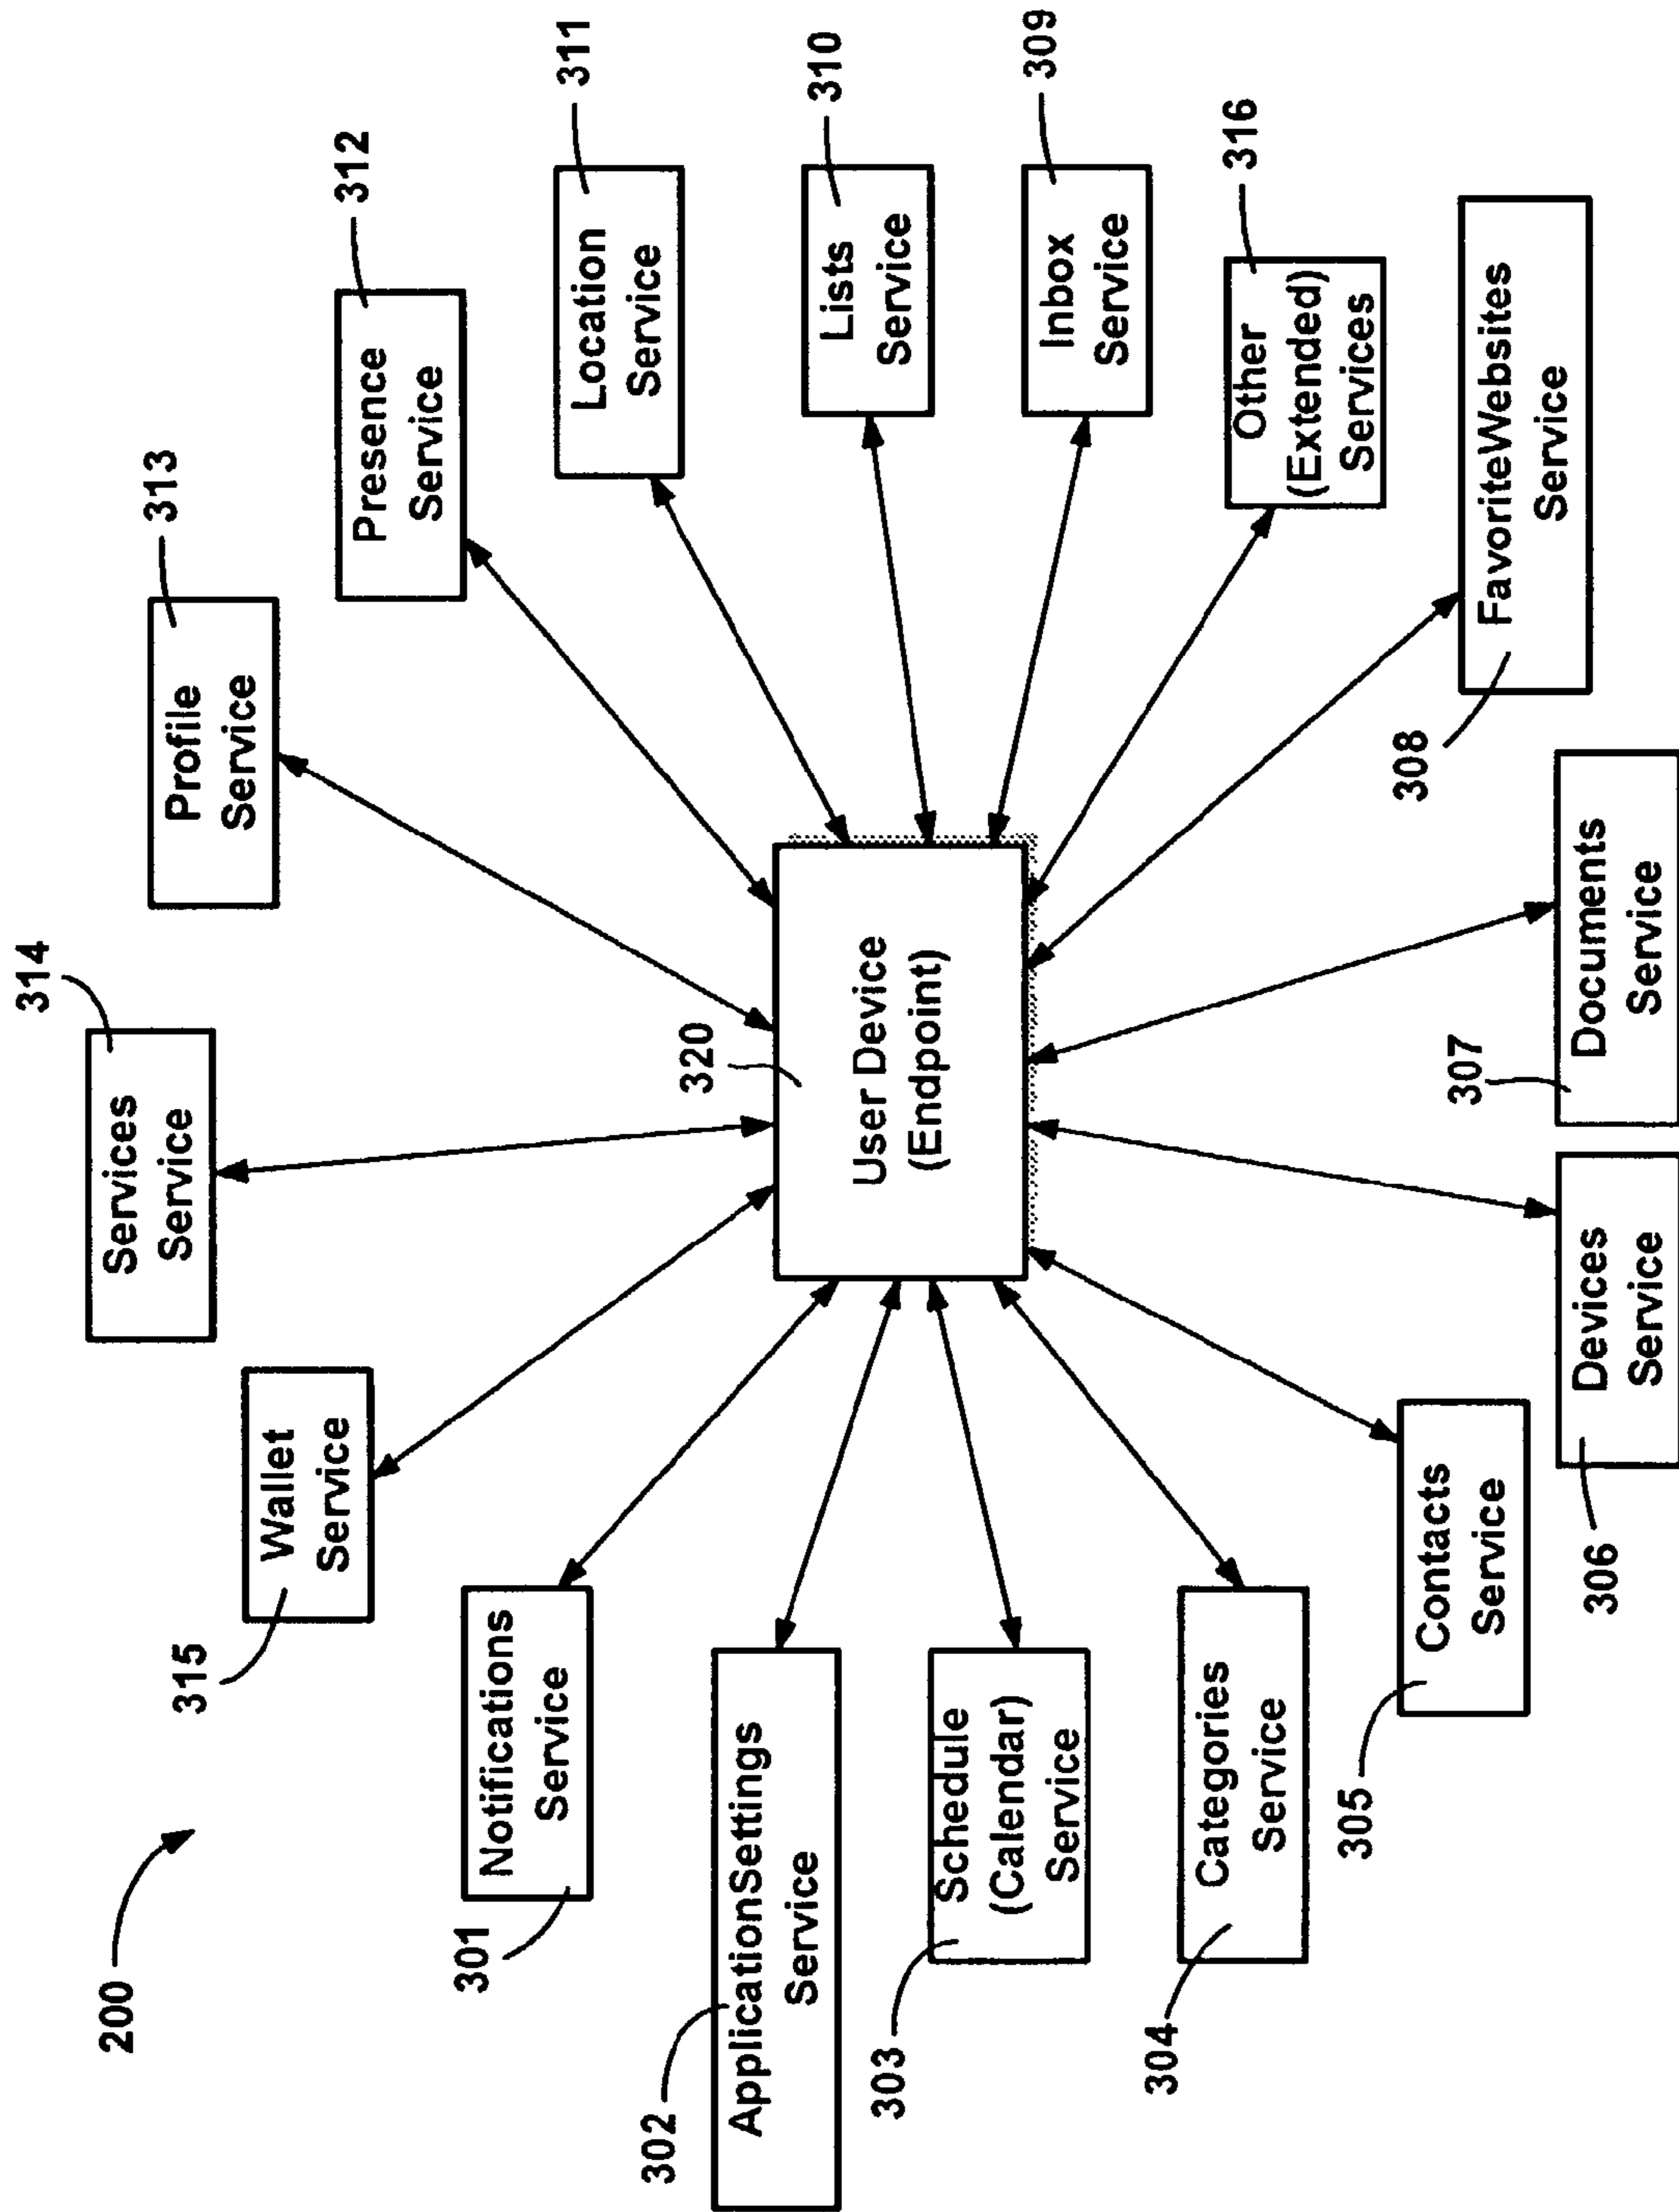 200
314
Services
Service
313
Profile
Service
315
Wallet
Service
312
Presence
Service
301
Notifications
Service
311
Location
Service
302
ApplicationSettings
Service
320
User Device
(Endpoint)
310
Lists
Service
303
Schedule
(Calendar)
Service
309
Inbox
Service
304
Categories
Service
316
Other
(Extended)
Services
305
Contacts
Service
308
FavoriteWebsites
Service
306
Devices
Service
307
Documents
Service